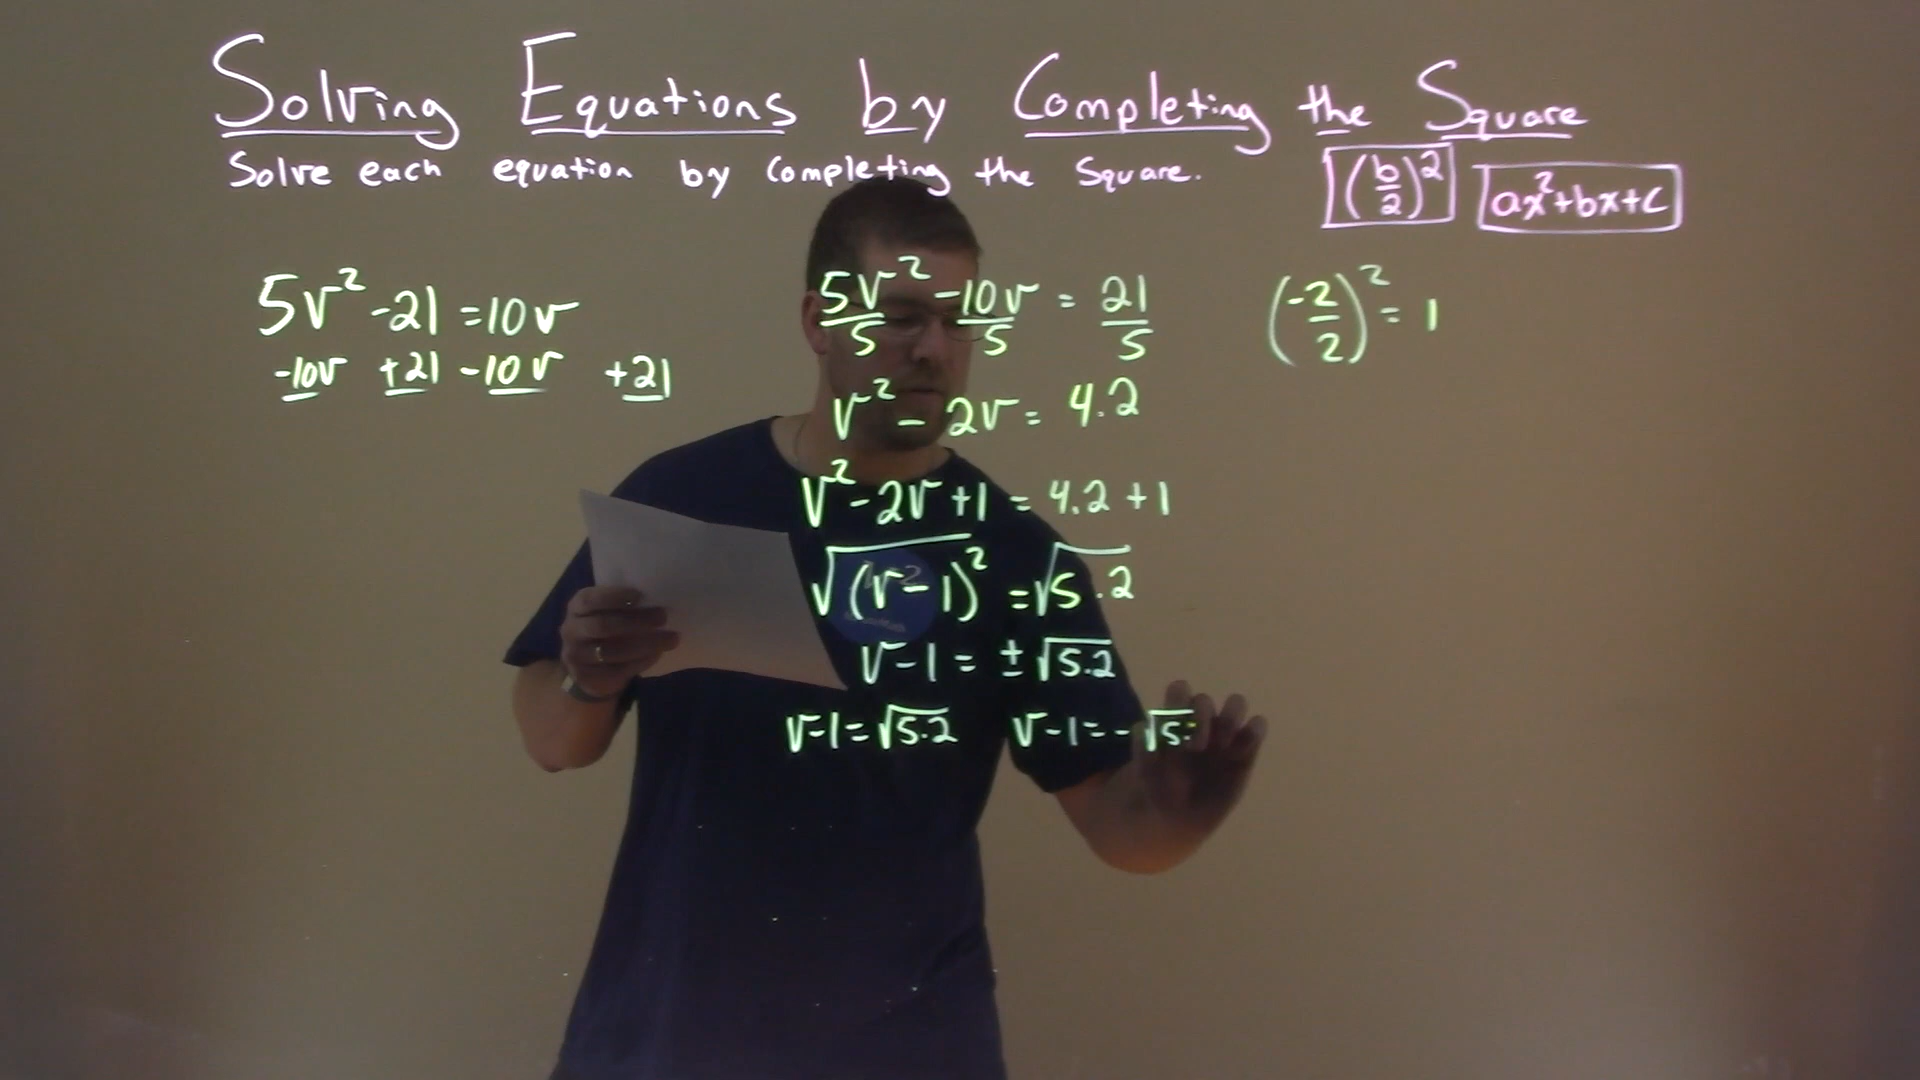 Solving Equations by Completing the Square
Solve each equation by Completing the Square.
(b/2)²
ax²+bx+c
5v² -21 =10v
-10v +21 -10v +21
5v²/5 -10v/5 = 21/5
v² - 2v = 4.2
v² -2v +1 = 4.2 +1
√(v-1)² = √5.2
v-1 = ± √5.2
v-1 = √5.2 v-1 = - √5.
(-2/2)² = 1